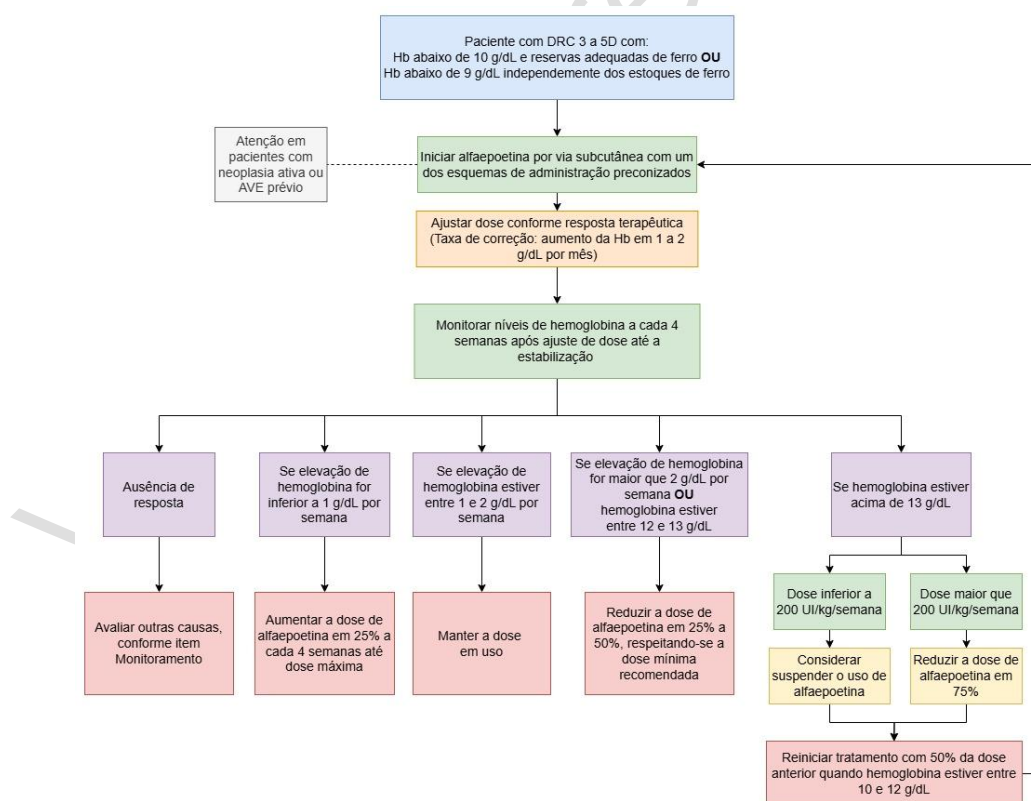 Paciente com DRC 3 a 5D com:
Hb abaixo de 10 g/dL e reservas adequadas de ferro OU
Hb abaixo de 9 g/dL independemente dos estoques de ferro
Atenção em
pacientes com
neoplasia ativa ou
AVE prévio
Iniciar alfaepoetina por via subcutânea com um
dos esquemas de administração preconizados
Ajustar dose conforme resposta terapêutica
(Taxa de correção: aumento da Hb em 1 a 2
g/dL por mês)
Monitorar níveis de hemoglobina a cada 4
semanas após ajuste de dose até a
estabilização
Ausência de
resposta
Se elevação de
hemoglobina for
inferior a 1 g/dL por
semana
Se elevação de
hemoglobina estiver
entre 1 e 2 g/dL por
semana
Se elevação de hemoglobina
for maior que 2 g/dL por
semana OU
hemoglobina estiver
entre 12 e 13 g/dL
Se hemoglobina estiver
acima de 13 g/dL
Avaliar outras causas,
conforme item
Monitoramento
Aumentar a dose de
alfaepoetina em 25% a
cada 4 semanas até
dose máxima
Manter a dose
em uso
Reduzir a dose de
alfaepoetina em 25% a
50%, respeitando-se a
dose mínima
recomendada
Dose inferior a
200 UI/kg/semana
Dose maior que
200 UI/kg/semana
Considerar
suspender o uso de
alfaepoetina
Reduzir a dose de
alfaepoetina em
75%
Reiniciar tratamento com 50% da dose
anterior quando hemoglobina estiver entre
10 e 12 g/dL